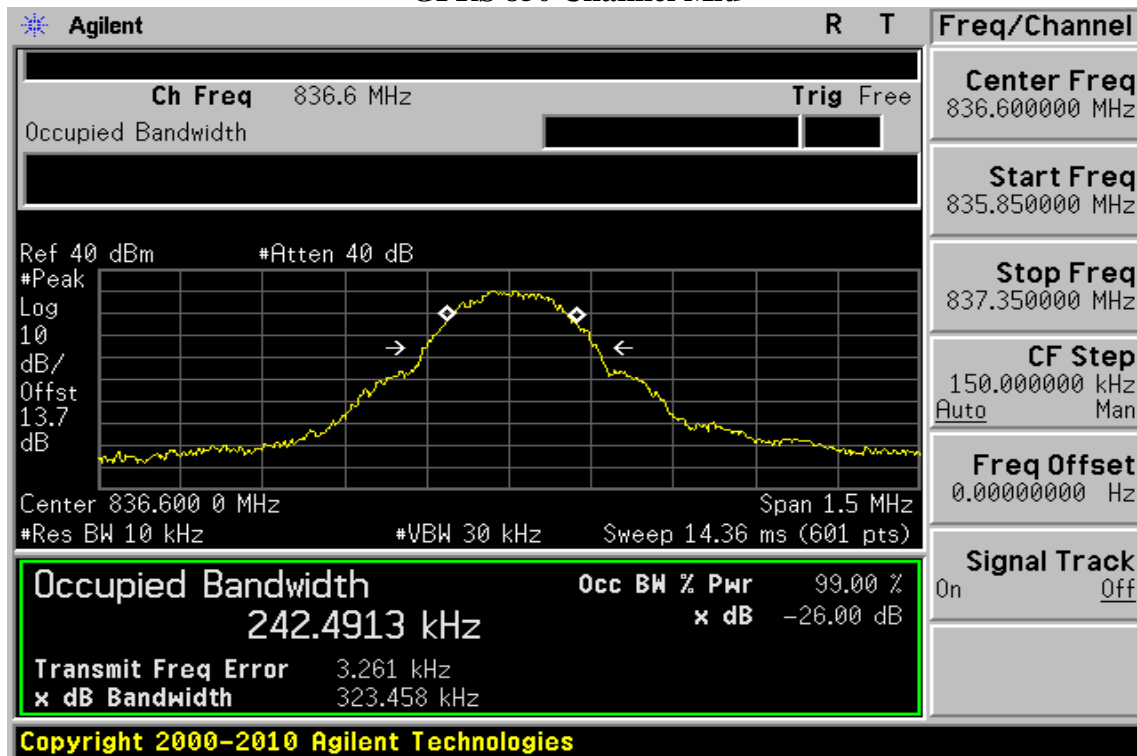 Agilent R T
Freq/Channel
Ch Freq 836.6 MHz Trig Free
Occupied Bandwidth
Center Freq
836.600000 MHz
Start Freq
835.850000 MHz
Stop Freq
837.350000 MHz
CF Step
150.000000 kHz
Auto Man
Freq Offset
0.00000000 Hz
Signal Track
On Off
Ref 40 dBm #Atten 40 dB
#Peak
Log
10
dB/
Offst
13.7
dB
Center 836.600 0 MHz Span 1.5 MHz
#Res BW 10 kHz #VBW 30 kHz Sweep 14.36 ms (601 pts)
Occupied Bandwidth
242.4913 kHz
Occ BW % Pwr 99.00 %
x dB -26.00 dB
Transmit Freq Error 3.261 kHz
x dB Bandwidth 323.458 kHz
Copyright 2000-2010 Agilent Technologies